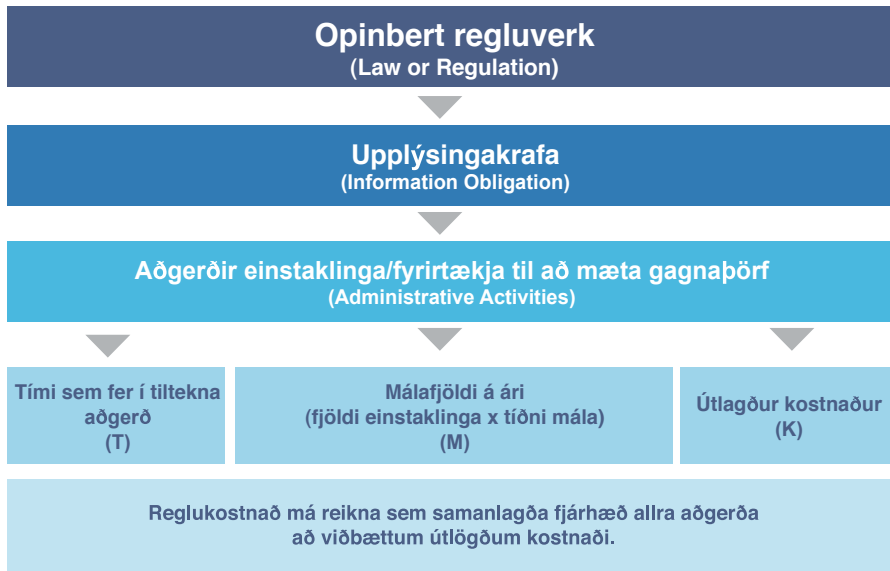 Opinbert regluverk
(Law or Regulation)
Upplýsingakrafa
(Information Obligation)
Aðgerðir einstaklinga/fyrirtækja til að mæta gagnaþörf
(Administrative Activities)
Tími sem fer í tiltekna
aðgerð
(T)
Málafjöldi á ári
(fjöldi einstaklinga x tíðni mála)
(M)
Útlagður kostnaður
(K)
Reglukostnað má reikna sem samanlagða fjárhæð allra aðgerða
að viðbættum útlögðum kostnaði.